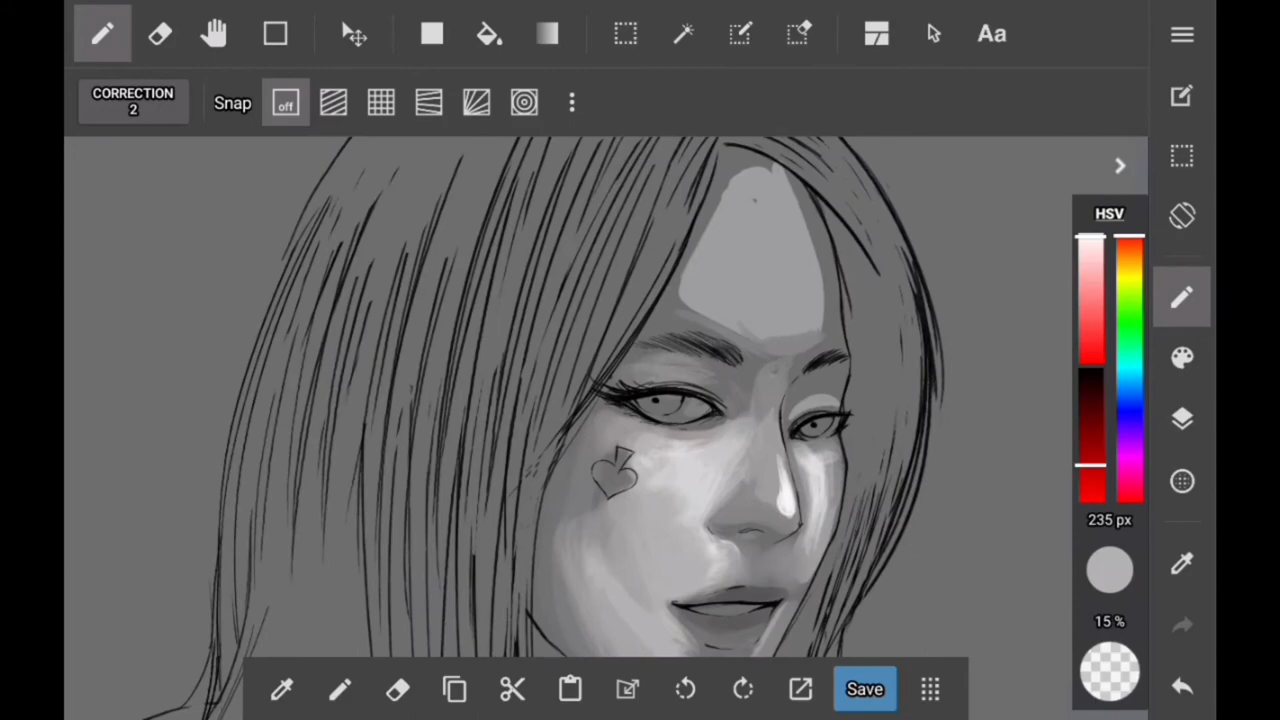 Aa
CORRECTION
2
Snap
off
HSV
235 px
15 %
Save